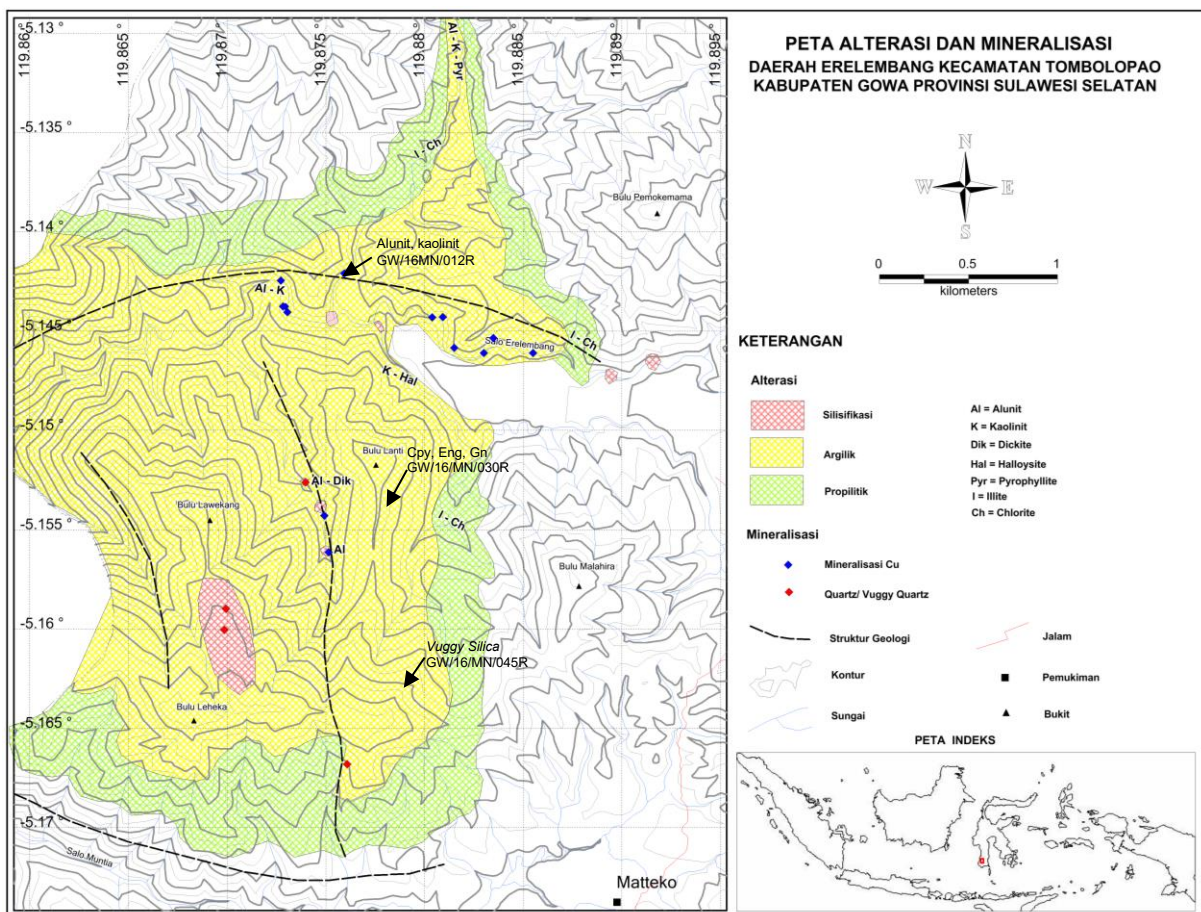 119.865 °
119.865 °
119.87 °
119.875 °
119.88 °
119.885 °
119.89 °
119.895 °
-5.13 °
-5.135 °
-5.14 °
-5.145 °
-5.15 °
-5.155 °
-5.16 °
-5.165 °
-5.17 °
Al - K - Pyr
I - Ch
Bulu Pemokemama
Alunit, kaolinit
GW/16MN/012R
Al - K
I - Ch
Salo Erelembang
K - Hal
Bulu Lanti
Cpy, Eng, Gn
GW/16/MN/030R
Al - Dik
Bulu Lawekang
I - Ch
Al
Bulu Malahira
Vuggy Silica
GW/16/MN/045R
Bulu Leheka
Salo Muntia
Matteko
PETA ALTERASI DAN MINERALISASI
DAERAH ERELEMBANG KECAMATAN TOMBOLOPAO
KABUPATEN GOWA PROVINSI SULAWESI SELATAN
N
W E
S
0 0.5 1
kilometers
KETERANGAN
Alterasi
Silisifikasi
Argilik
Propilitik
Al = Alunit
K = Kaolinit
Dik = Dickite
Hal = Halloysite
Pyr = Pyrophyllite
I = Illite
Ch = Chlorite
Mineralisasi
Mineralisasi Cu
Quartz/ Vuggy Quartz
Struktur Geologi
Jalam
Kontur
Pemukiman
Sungai
Bukit
PETA INDEKS